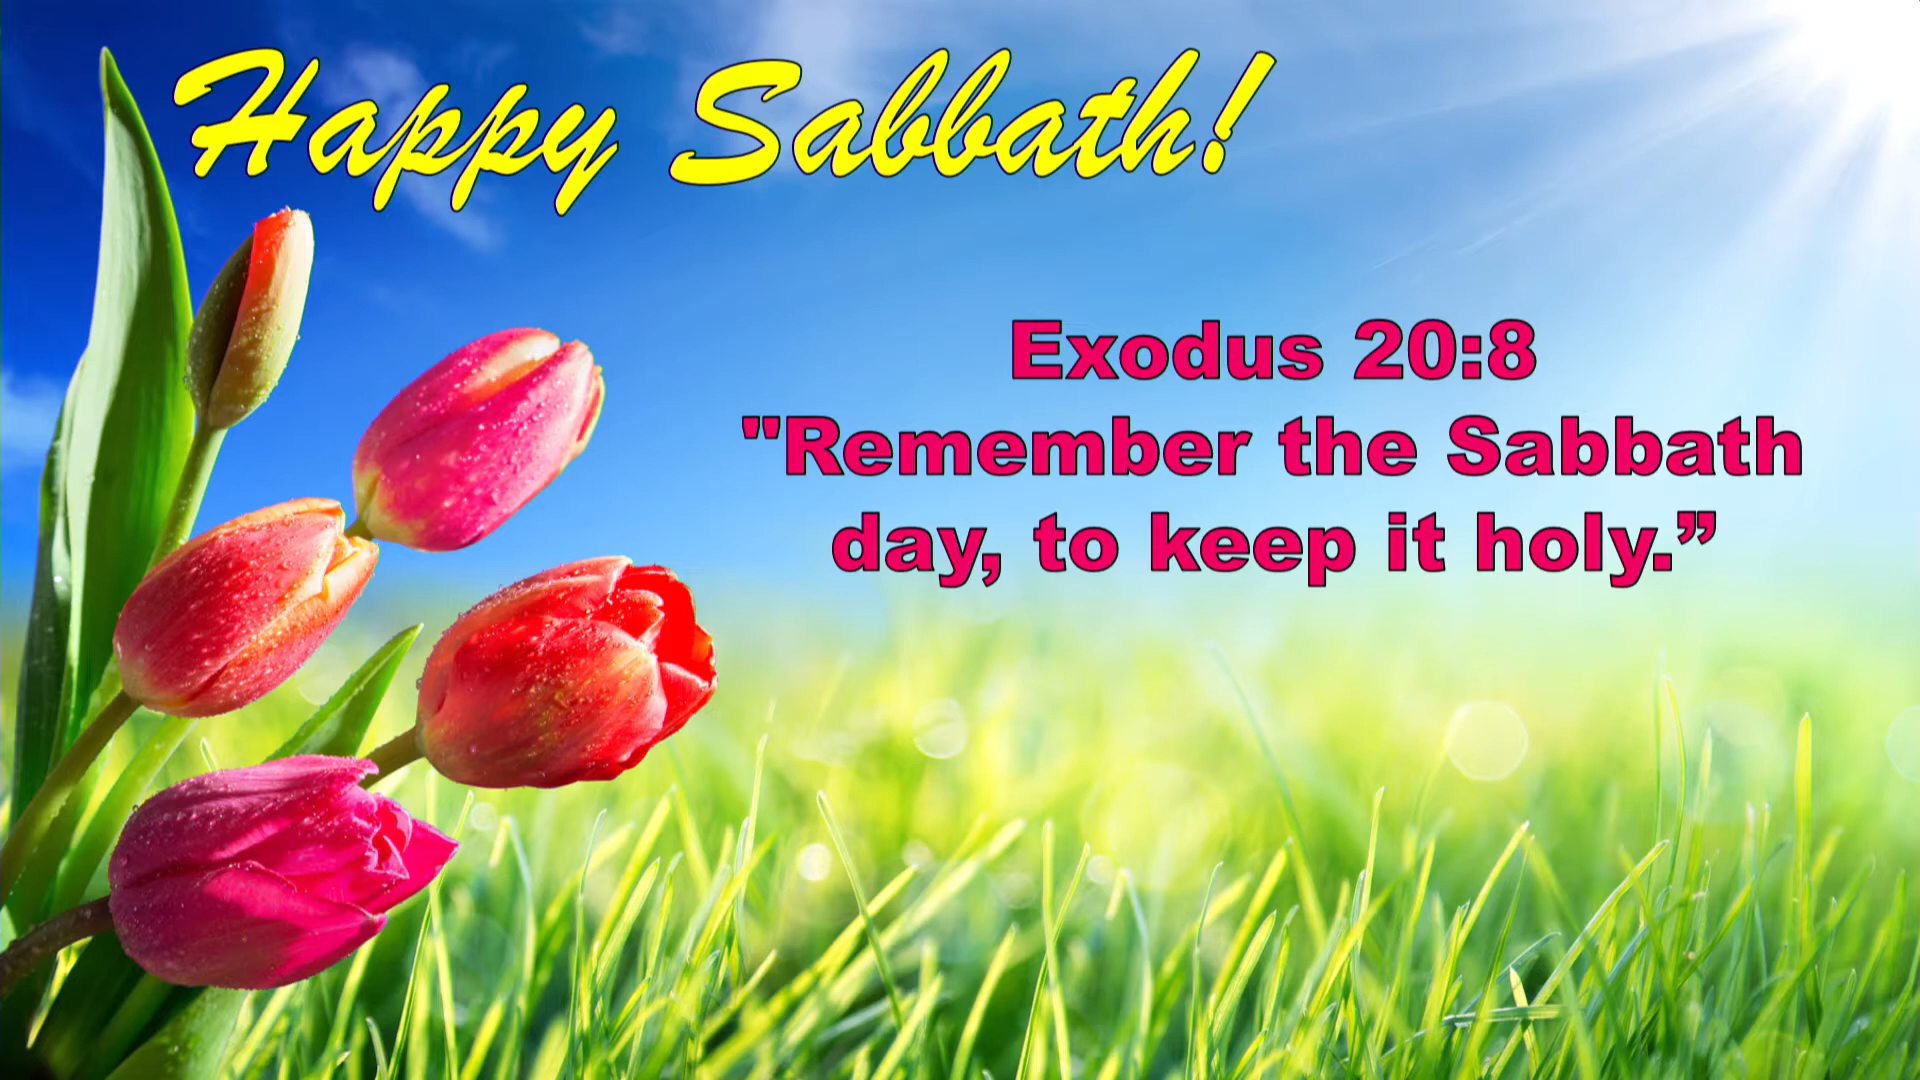 Happy Sabbath!
Exodus 20:8
"Remember the Sabbath
day, to keep it holy.”